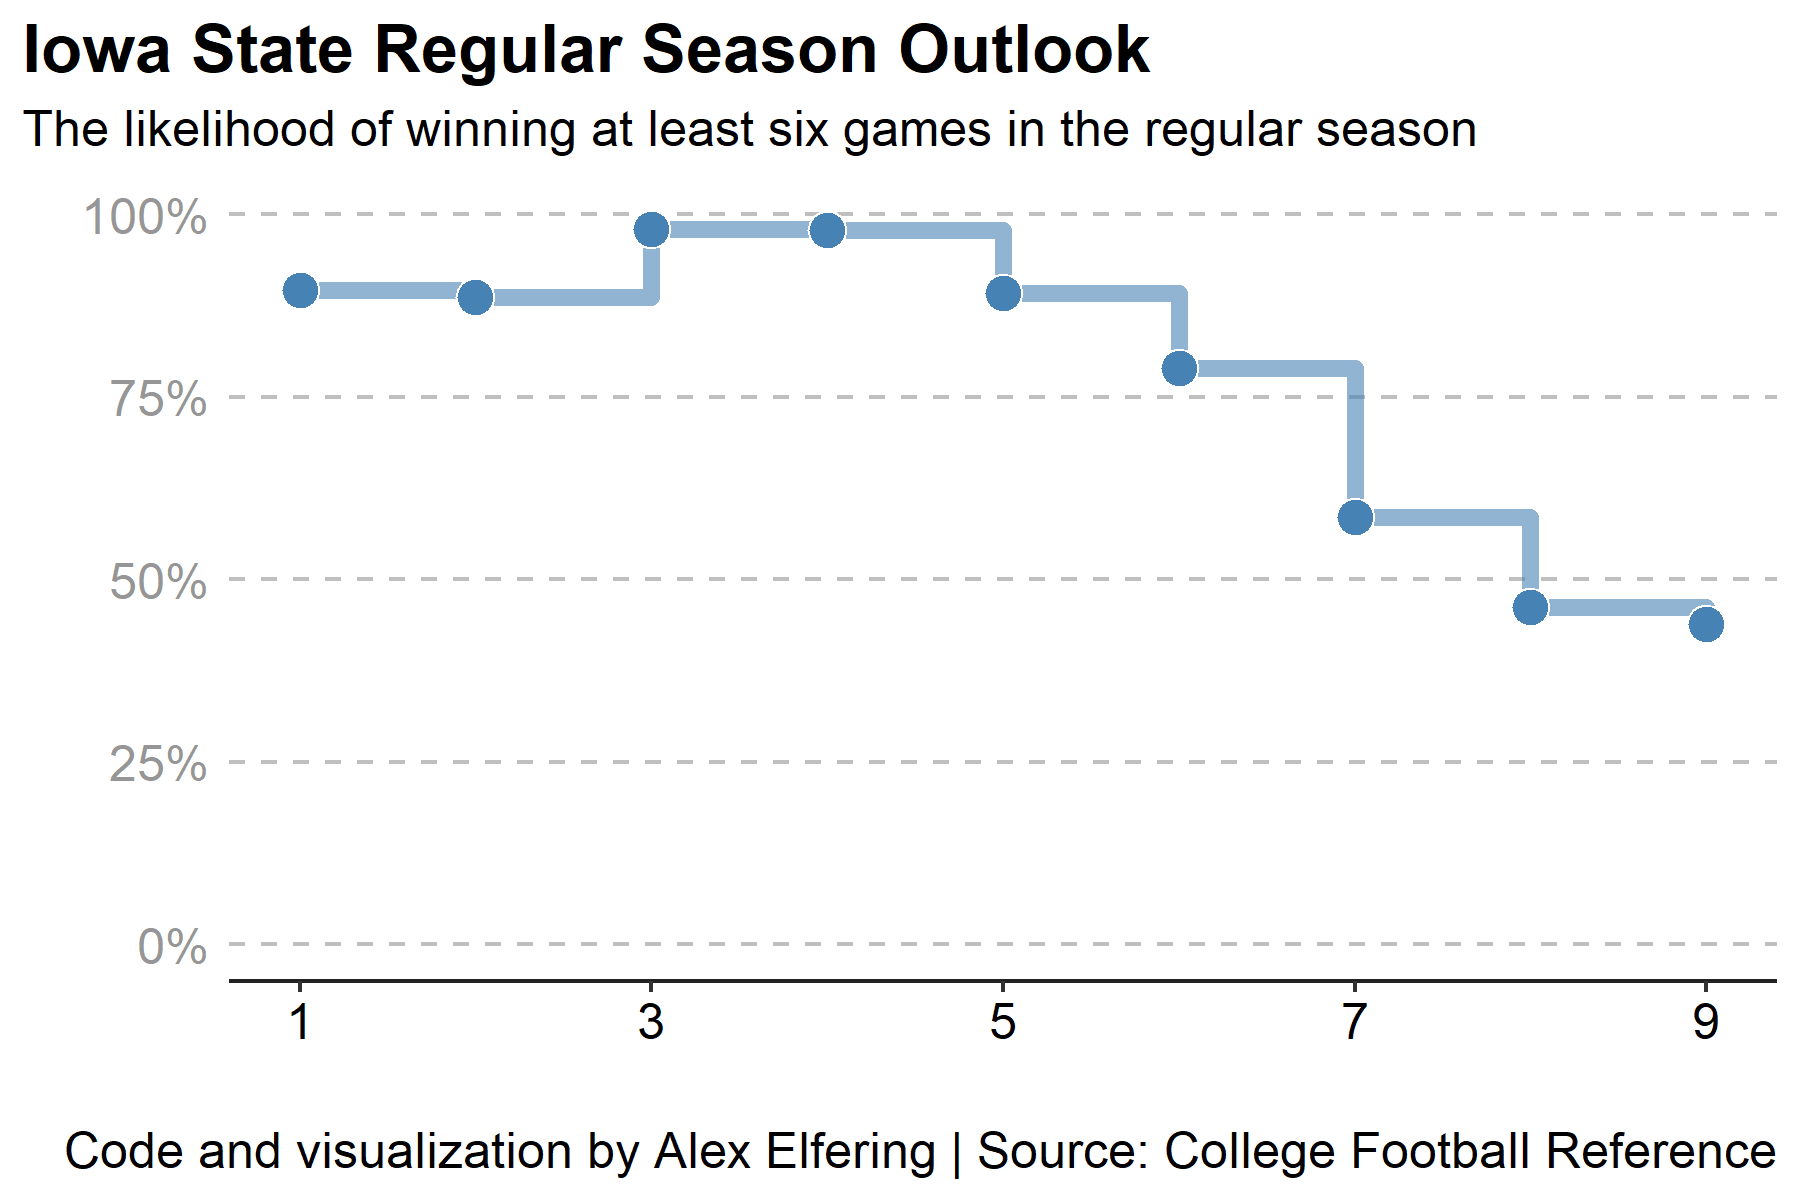 Iowa State Regular Season Outlook
The likelihood of winning at least six games in the regular season
100%
75%
50%
25%
0%
1 3 5 7 9
Code and visualization by Alex Elfering | Source: College Football Reference